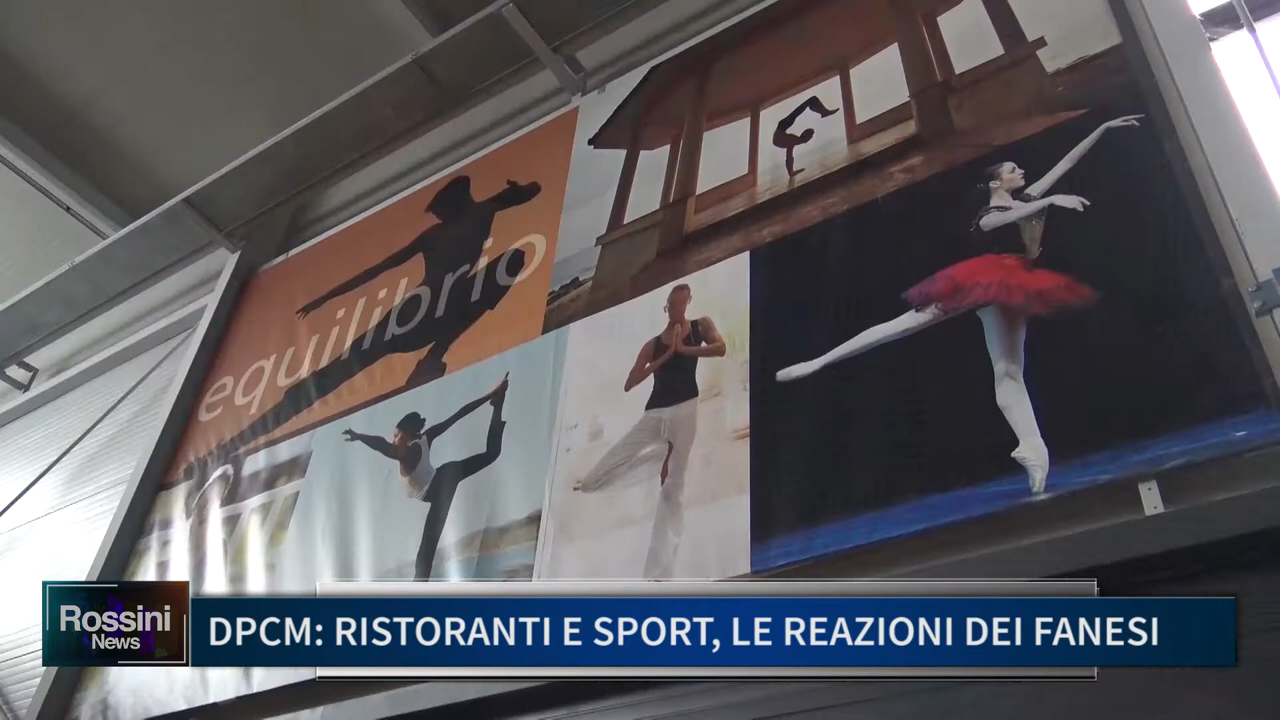 equilibrio
Rossini
News
DPCM: RISTORANTI E SPORT, LE REAZIONI DEI FANESI